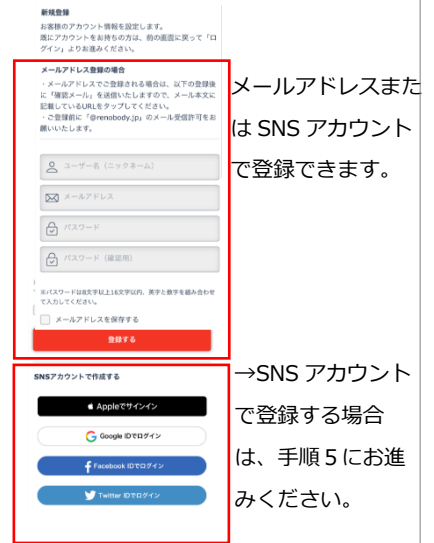 新規登録
お客様のアカウント情報を設定します。
既にアカウントをお持ちの方は、前の画面に戻って「ロ
グイン」よりお進みください。
メールアドレス登録の場合
・メールアドレスでご登録される場合は、以下の登録後
に「確認メール」を送信いたしますので、メール本文に
記載しているURLをタップしてください。
・ご登録前に「@renobody.jp」のメール受信許可をお
願いいたします。
ユーザー名（ニックネーム）
メールアドレス
パスワード
パスワード（確認用）
※パスワードは8文字以上16文字以内、英字と数字を組み合わせ
て入力してください。
メールアドレスを保存する
登録する
メールアドレスまた
は SNS アカウント
で登録できます。
SNSアカウントで作成する
Appleでサインイン
Google IDでログイン
Facebook IDでログイン
Twitter IDでログイン
→SNS アカウント
で登録する場合
は、手順５にお進
みください。